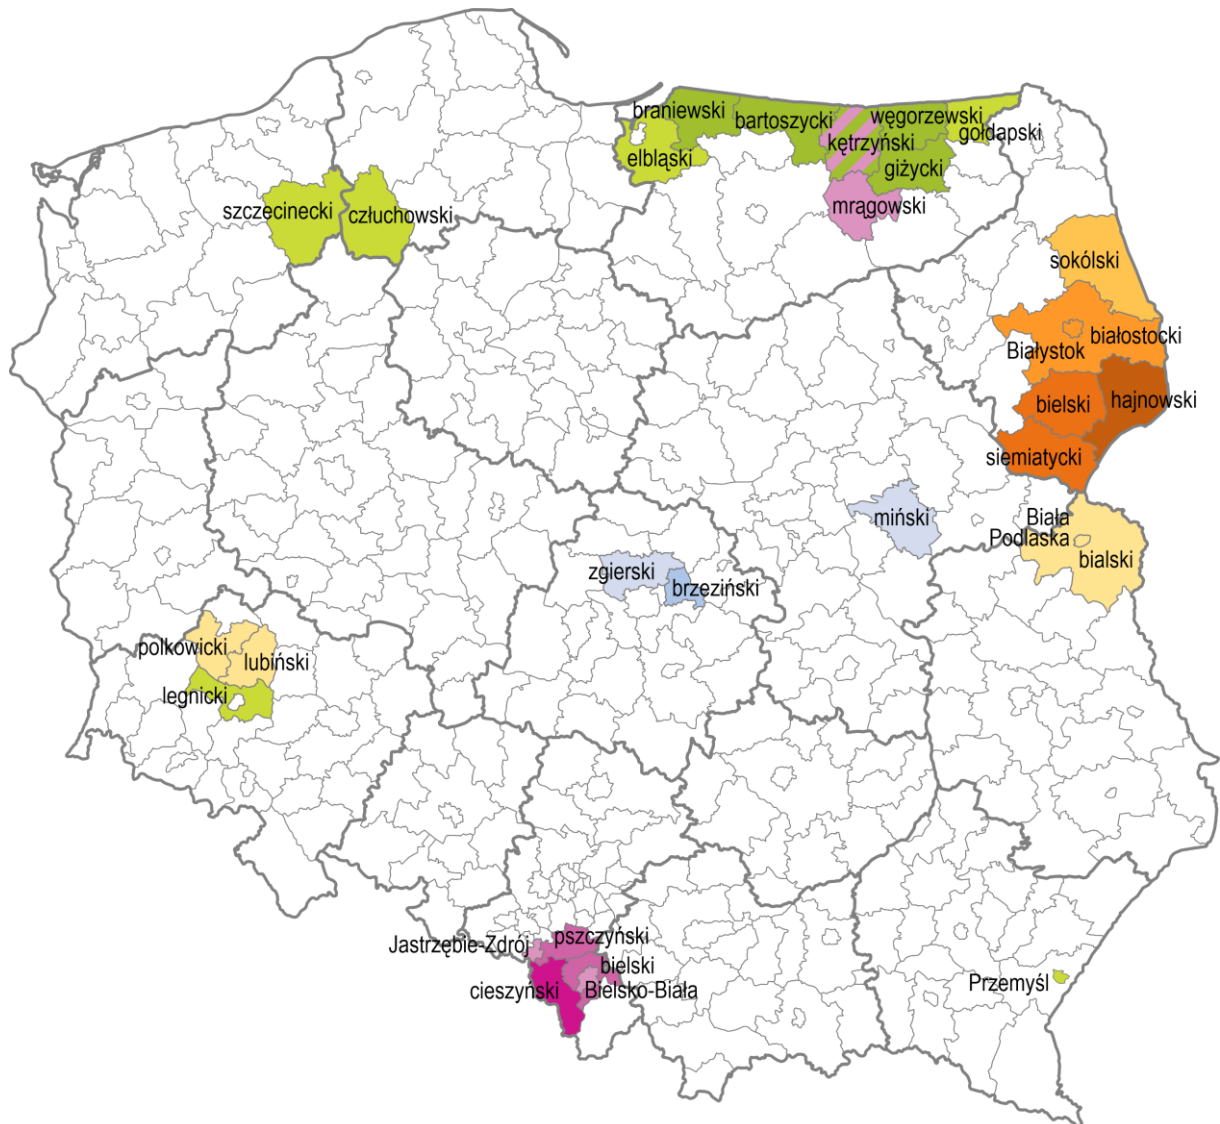 braniewski
bartoszycki
węgorzewski
gołdapski
kętrzyński
elbląski
giżycki
mrągowski
szczecinecki
człuchowski
sokólski
białostocki
Białystok
hajnowski
bielski
siemiatycki
miński
Biała
Podlaska
bialski
zgierski
brzeziński
polkowicki
lubiński
legnicki
pszczyński
Jastrzębie-Zdrój
bielski
cieszyński
Bielsko-Biała
Przemyśl